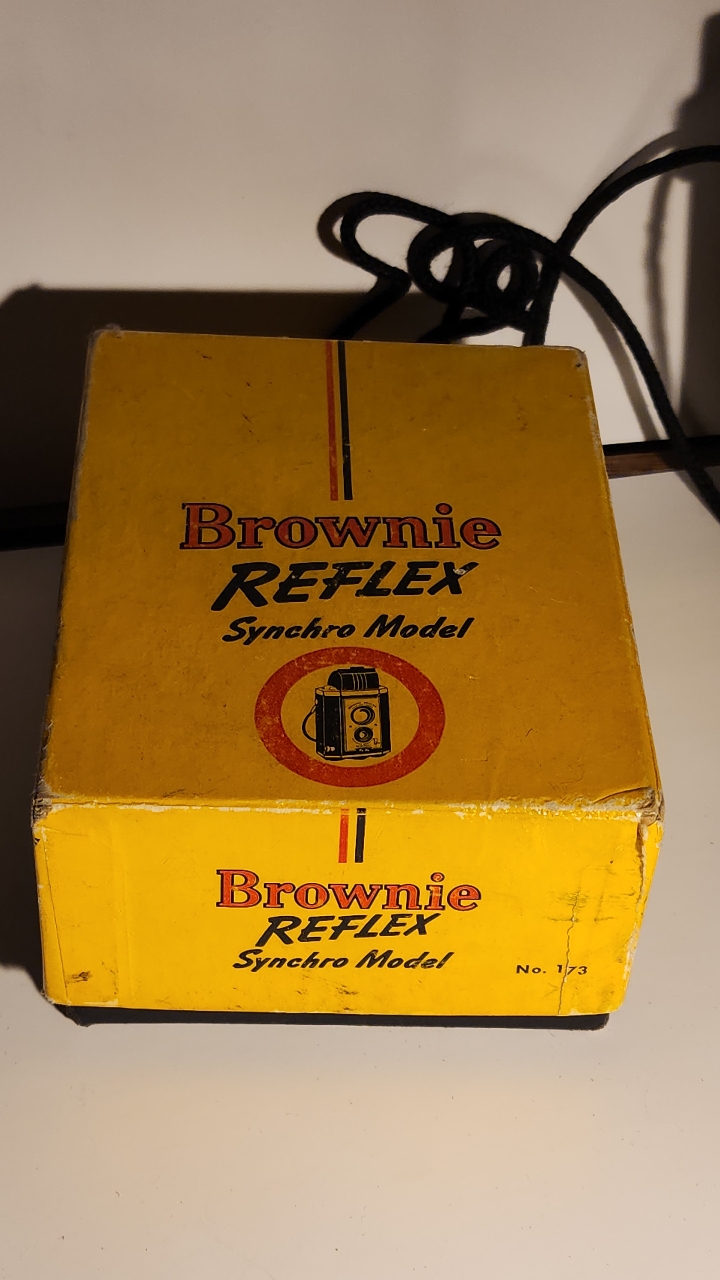 Brownie
REFLEX
Synchro Model
Brownie
REFLEX
Synchro Model
No. 173